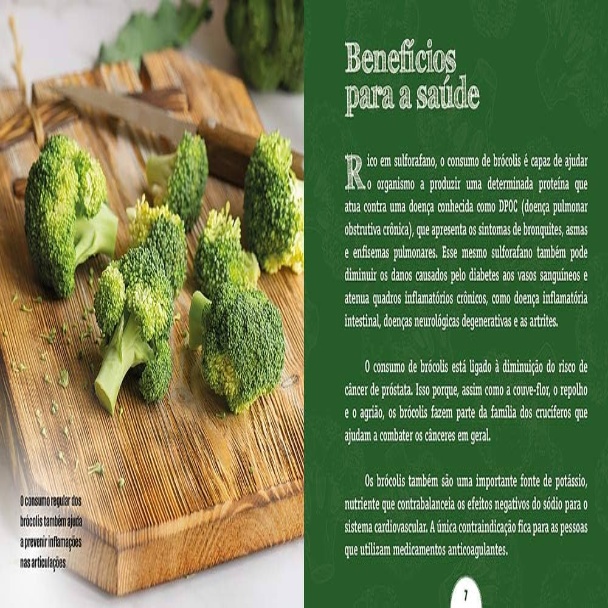 Benefícios
para a saúde
Rico em sulforafano, o consumo de brócolis é capaz de ajudar
o organismo a produzir uma determinada proteína que
atua contra uma doença conhecida como DPOC (doença pulmonar
obstrutiva crônica), que apresenta os sintomas de bronquites, asmas
e enfisemas pulmonares. Esse mesmo sulforafano também pode
diminuir os danos causados pelo diabetes aos vasos sanguíneos e
atenua quadros inflamatórios crônicos, como doença inflamatória
intestinal, doenças neurológicas degenerativas e as artrites.
O consumo de brócolis está ligado à diminuição do risco de
câncer de próstata. Isso porque, assim como a couve-flor, o repolho
e o agrião, os brócolis fazem parte da família dos crucíferos que
ajudam a combater os cânceres em geral.
Os brócolis também são uma importante fonte de potássio,
nutriente que contrabalanceia os efeitos negativos do sódio para o
sistema cardiovascular. A única contraindicação fica para as pessoas
que utilizam medicamentos anticoagulantes.
O consumo regular dos
brócolis também ajuda
a prevenir inflamações
nas articulações
7